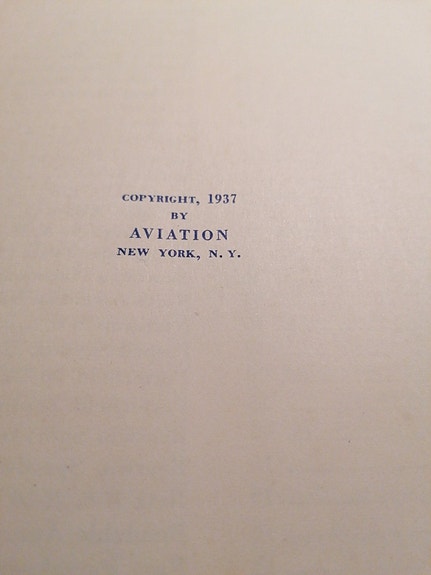 COPYRIGHT, 1937
BY
AVIATION
NEW YORK, N. Y.